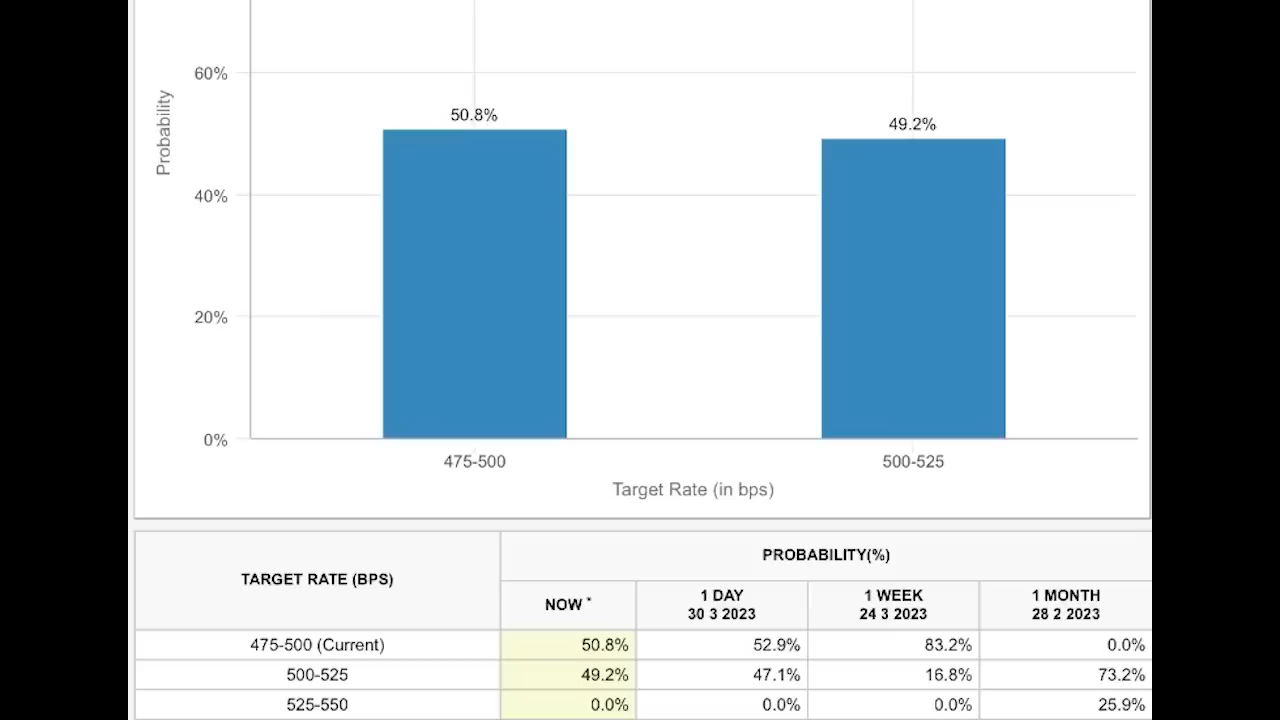 60%
50.8%
49.2%
Probability
40%
20%
0%
475-500
500-525
Target Rate (in bps)
TARGET RATE (BPS)
PROBABILITY(%)
NOW *
1 DAY
30 3 2023
1 WEEK
24 3 2023
1 MONTH
28 2 2023
475-500 (Current) 50.8% 52.9% 83.2% 0.0%
500-525 49.2% 47.1% 16.8% 73.2%
525-550 0.0% 0.0% 0.0% 25.9%